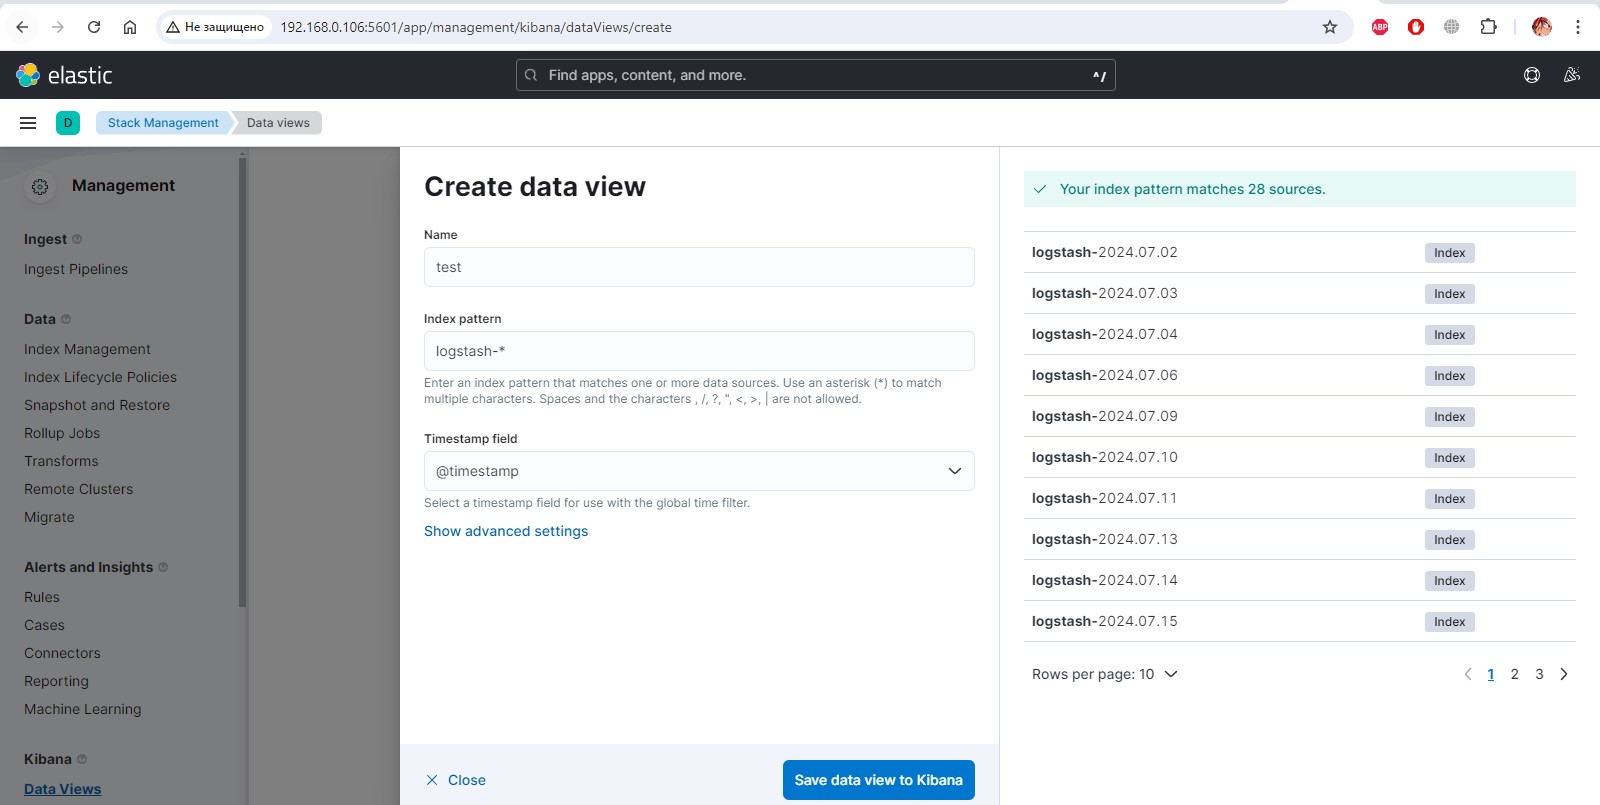 Не защищено
192.168.0.106:5601/app/management/kibana/dataViews/create
ABP
elastic
Find apps, content, and more.
^/
D
Stack Management
Data views
Management
Ingest
Ingest Pipelines
Data
Index Management
Index Lifecycle Policies
Snapshot and Restore
Rollup Jobs
Transforms
Remote Clusters
Migrate
Alerts and Insights
Rules
Cases
Connectors
Reporting
Machine Learning
Kibana
Data Views
Create data view
Name
test
Index pattern
logstash-*
Enter an index pattern that matches one or more data sources. Use an asterisk (*) to match
multiple characters. Spaces and the characters , /, ?, ", <, >, | are not allowed.
Timestamp field
@timestamp
Select a timestamp field for use with the global time filter.
Show advanced settings
Close
Save data view to Kibana
Your index pattern matches 28 sources.
logstash-2024.07.02 Index
logstash-2024.07.03 Index
logstash-2024.07.04 Index
logstash-2024.07.06 Index
logstash-2024.07.09 Index
logstash-2024.07.10 Index
logstash-2024.07.11 Index
logstash-2024.07.13 Index
logstash-2024.07.14 Index
logstash-2024.07.15 Index
Rows per page: 10
1 2 3